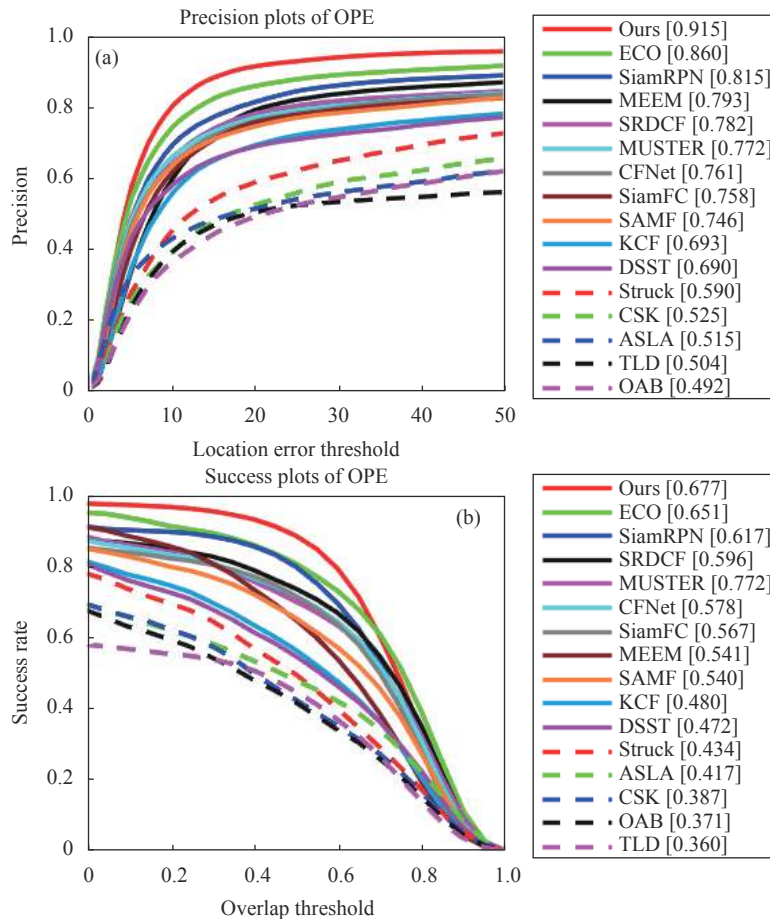 Precision plots of OPE
(a)
1.0
0.8
0.6
0.4
0.2
0
Precision
0 10 20 30 40 50
Location error threshold
Ours [0.915]
ECO [0.860]
SiamRPN [0.815]
MEEM [0.793]
SRDCF [0.782]
MUSTER [0.772]
CFNet [0.761]
SiamFC [0.758]
SAMF [0.746]
KCF [0.693]
DSST [0.690]
Struck [0.590]
CSK [0.525]
ASLA [0.515]
TLD [0.504]
OAB [0.492]
Success plots of OPE
(b)
1.0
0.8
0.6
0.4
0.2
0
Success rate
0 0.2 0.4 0.6 0.8 1.0
Overlap threshold
Ours [0.677]
ECO [0.651]
SiamRPN [0.617]
SRDCF [0.596]
MUSTER [0.772]
CFNet [0.578]
SiamFC [0.567]
MEEM [0.541]
SAMF [0.540]
KCF [0.480]
DSST [0.472]
Struck [0.434]
ASLA [0.417]
CSK [0.387]
OAB [0.371]
TLD [0.360]